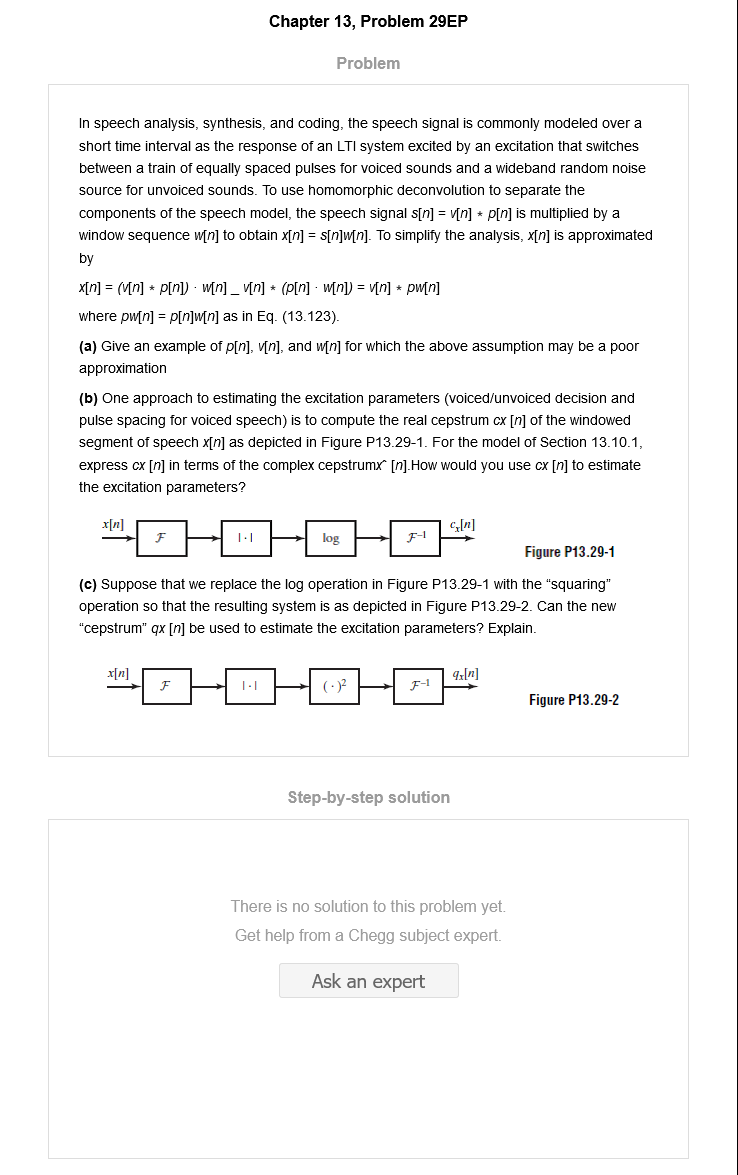 Chapter 13, Problem 29EP
Problem
In speech analysis, synthesis, and coding, the speech signal is commonly modeled over a
short time interval as the response of an LTI system excited by an excitation that switches
between a train of equally spaced pulses for voiced sounds and a wideband random noise
source for unvoiced sounds. To use homomorphic deconvolution to separate the
components of the speech model, the speech signal s[n] = v[n] * p[n] is multiplied by a
window sequence w[n] to obtain x[n] = s[n]w[n]. To simplify the analysis, x[n] is approximated
by
x[n] = (v[n] * p[n]) · w[n] _ v[n] * (p[n] · w[n]) = v[n] * pw[n]
where pw[n] = p[n]w[n] as in Eq. (13.123).
(a) Give an example of p[n], v[n], and w[n] for which the above assumption may be a poor
approximation
(b) One approach to estimating the excitation parameters (voiced/unvoiced decision and
pulse spacing for voiced speech) is to compute the real cepstrum cx [n] of the windowed
segment of speech x[n] as depicted in Figure P13.29-1. For the model of Section 13.10.1,
express cx [n] in terms of the complex cepstrumxˆ [n].How would you use cx [n] to estimate
the excitation parameters?
x[n] F |·| log F⁻¹ cₓ[n]
Figure P13.29-1
(c) Suppose that we replace the log operation in Figure P13.29-1 with the “squaring”
operation so that the resulting system is as depicted in Figure P13.29-2. Can the new
“cepstrum” qx [n] be used to estimate the excitation parameters? Explain.
x[n] F |·| (·)² F⁻¹ qₓ[n]
Figure P13.29-2
Step-by-step solution
There is no solution to this problem yet.
Get help from a Chegg subject expert.
Ask an expert